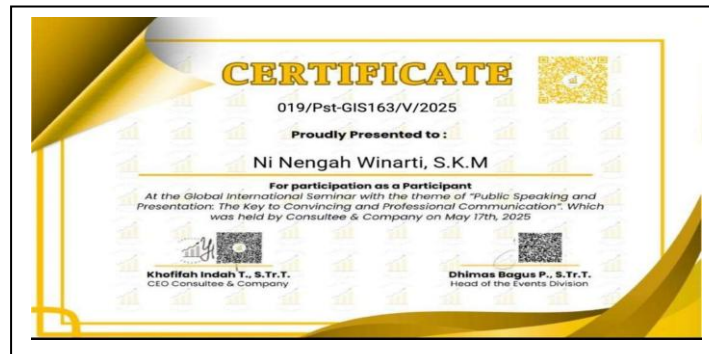 CERTIFICATE
019/Pst-GIS163/V/2025
Proudly Presented to :
Ni Nengah Winarti, S.K.M
For participation as a Participant
At the Global International Seminar with the theme of "Public Speaking and
Presentation: The Key to Convincing and Professional Communication". Which
was held by Consultee & Company on May 17th, 2025
Khofifah Indah T., S.Tr.T.
CEO Consultee & Company
Dhimas Bagus P., S.Tr.T.
Head of the Events Division